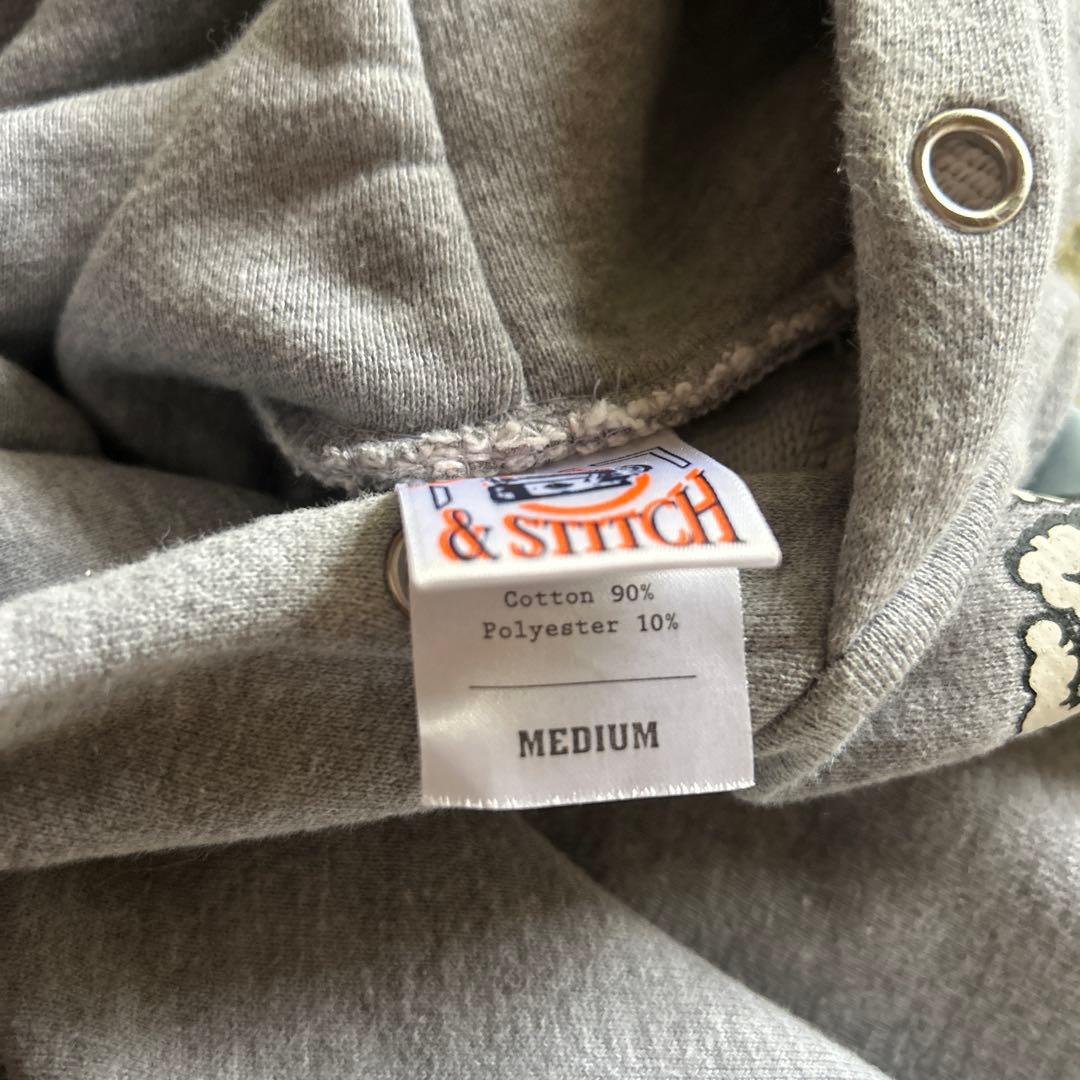 & STITCH
Cotton 90%
Polyester 10%
MEDIUM